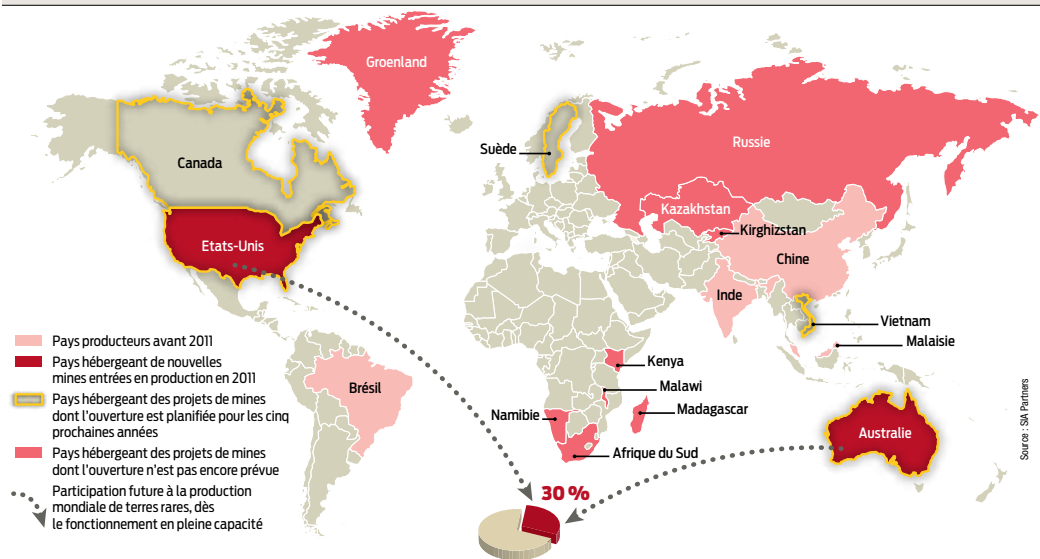 Groenland
Russie
Suède
Canada
Kazakhstan
Kirghizstan
Etats-Unis
Chine
Inde
Vietnam
Malaisie
Pays producteurs avant 2011
Pays hébergeant de nouvelles
mines entrées en production en 2011
Pays hébergeant des projets de mines
dont l'ouverture est planifiée pour les cinq
prochaines années
Pays hébergeant des projets de mines
dont l'ouverture n'est pas encore prévue
Participation future à la production
mondiale de terres rares, dès
le fonctionnement en pleine capacité
Brésil
Kenya
Malawi
Madagascar
Namibie
Afrique du Sud
Australie
30 %
Source : SIA Partners